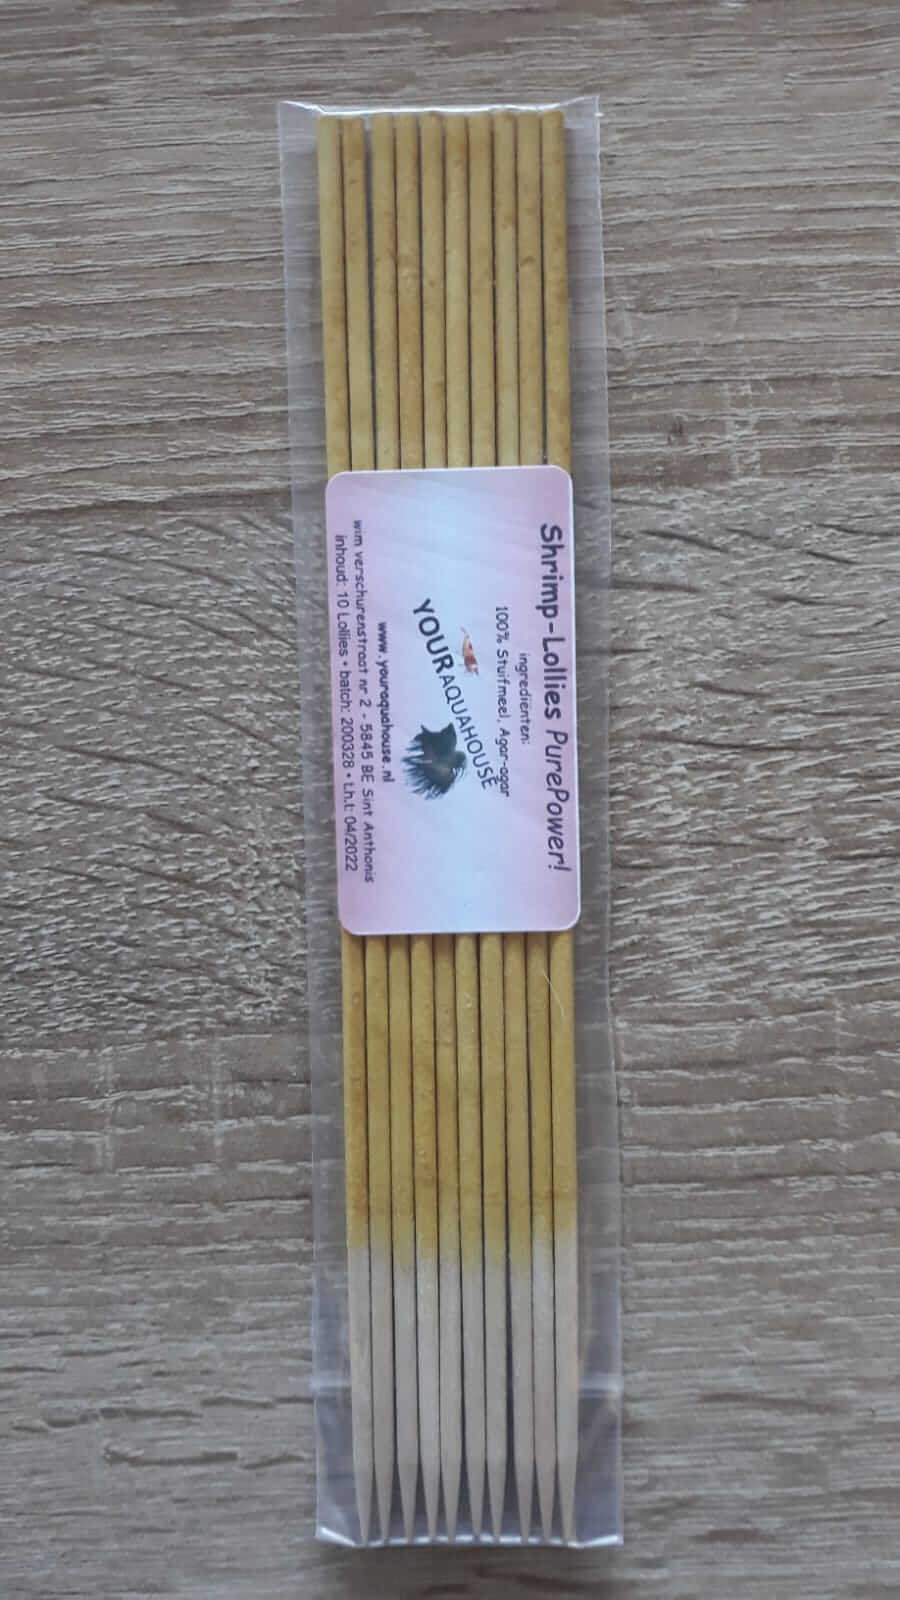 Shrimp-Lollies PurePower!
ingredienten:
100% Stuifmeel, Agar-agar
YOURAQUAHOUSE
www.youraquahouse.nl
wim verschurenstraat nr 2 - 5845 BE Sint Anthonis
inhoud: 10 Lollies • batch: 200328 • t.h.t: 04/2022